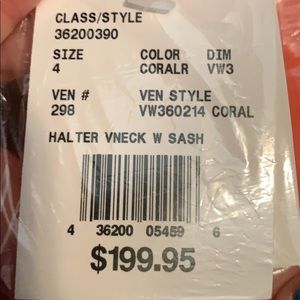 CLASS/STYLE
36200390
SIZE COLOR DIM
4 CORALR VW3
VEN # VEN STYLE
298 VW360214 CORAL
HALTER VNECK W SASH
4 36200 05459 6
$199.95